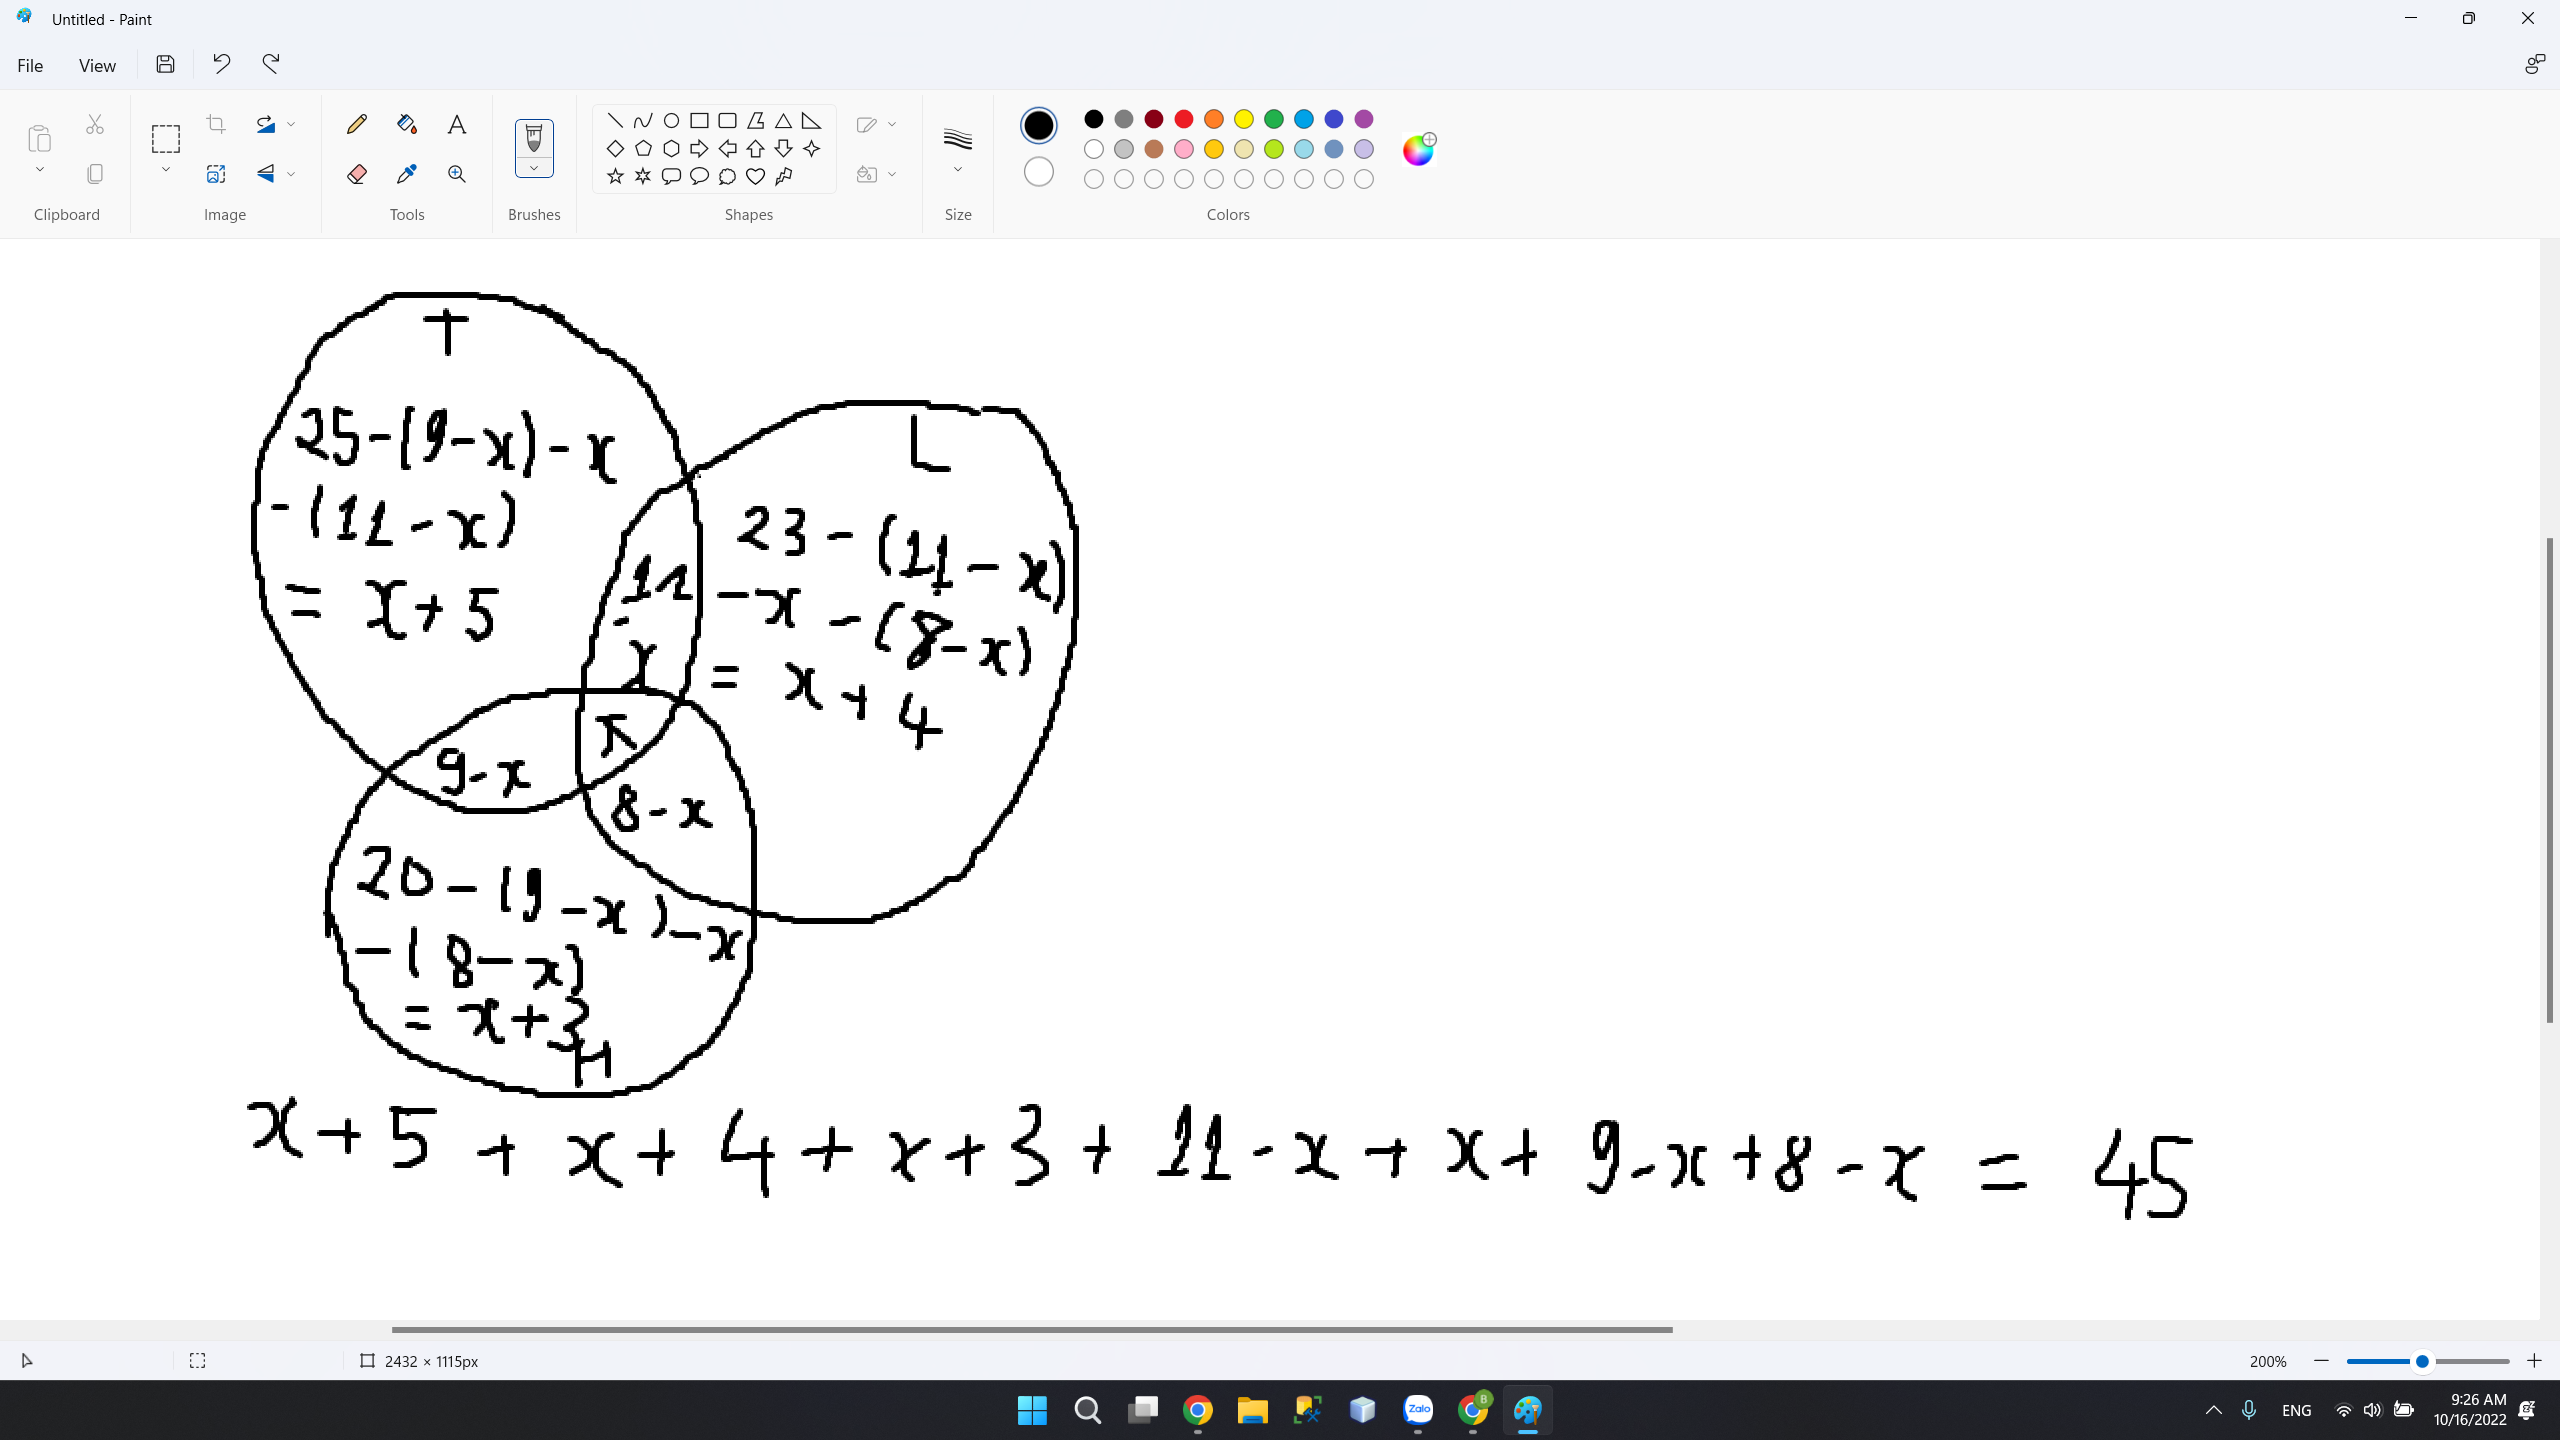 Untitled - Paint
File View
Clipboard Image Tools Brushes Shapes Size Colors
T
25-(9-x)-x
-(11-x)
= x+5
L
23-(11-x)
-x-(8-x)
= x+4
11
-
x
x
9-x
8-x
20-(9-x)-x
-(8-x)
= x+3
H
x+5+x+4+x+3+11-x+x+9-x+8-x = 45
2432 × 1115px
200%
Zalo
B
ENG
9:26 AM
10/16/2022